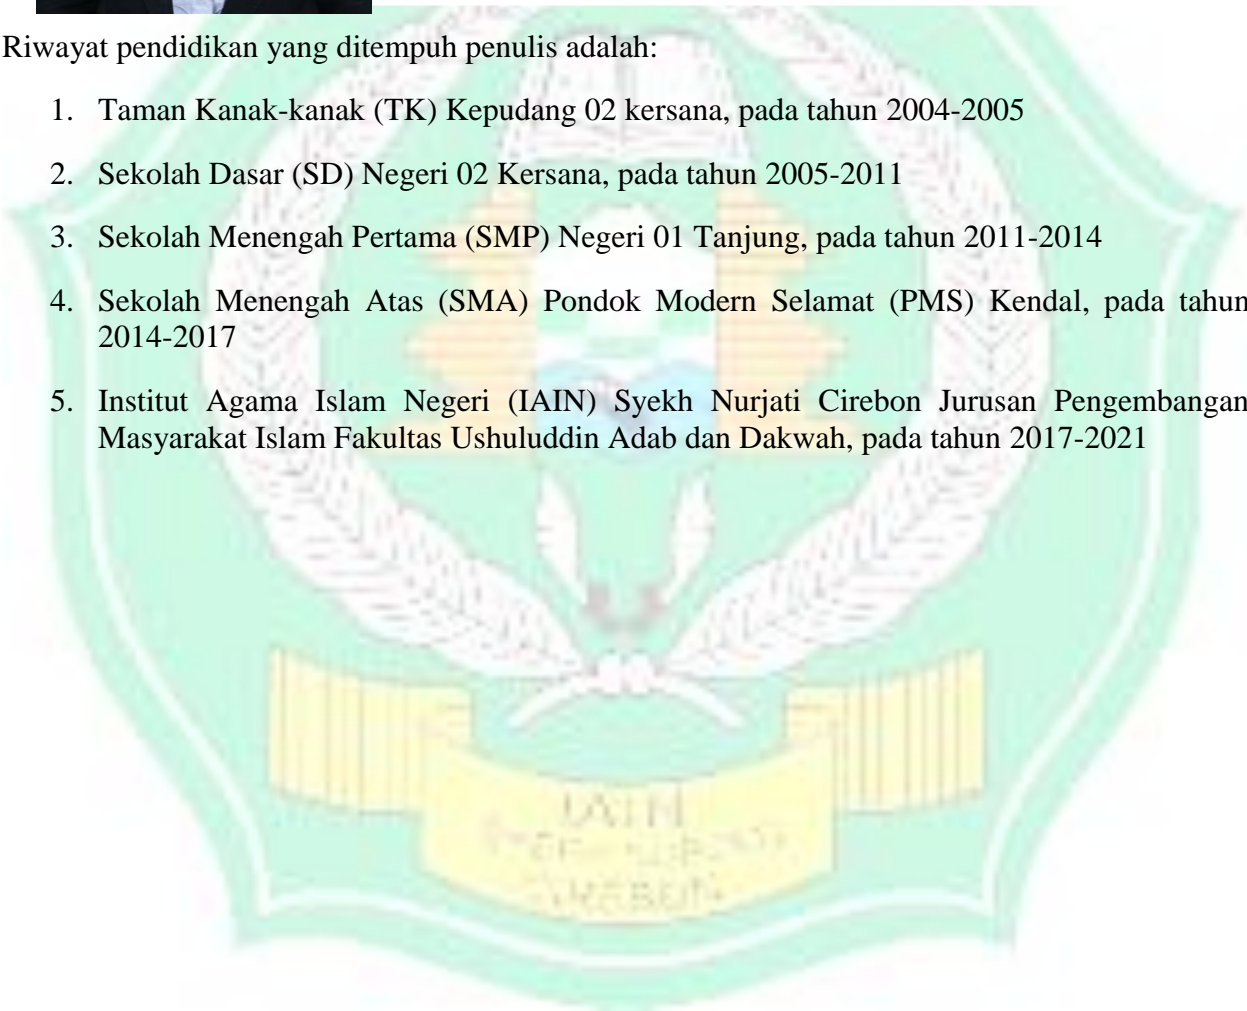 Riwayat pendidikan yang ditempuh penulis adalah:
1. Taman Kanak-kanak (TK) Kepudang 02 kersana, pada tahun 2004-2005
2. Sekolah Dasar (SD) Negeri 02 Kersana, pada tahun 2005-2011
3. Sekolah Menengah Pertama (SMP) Negeri 01 Tanjung, pada tahun 2011-2014
4. Sekolah Menengah Atas (SMA) Pondok Modern Selamat (PMS) Kendal, pada tahun
2014-2017
5. Institut Agama Islam Negeri (IAIN) Syekh Nurjati Cirebon Jurusan Pengembangan
Masyarakat Islam Fakultas Ushuluddin Adab dan Dakwah, pada tahun 2017-2021
IAIN